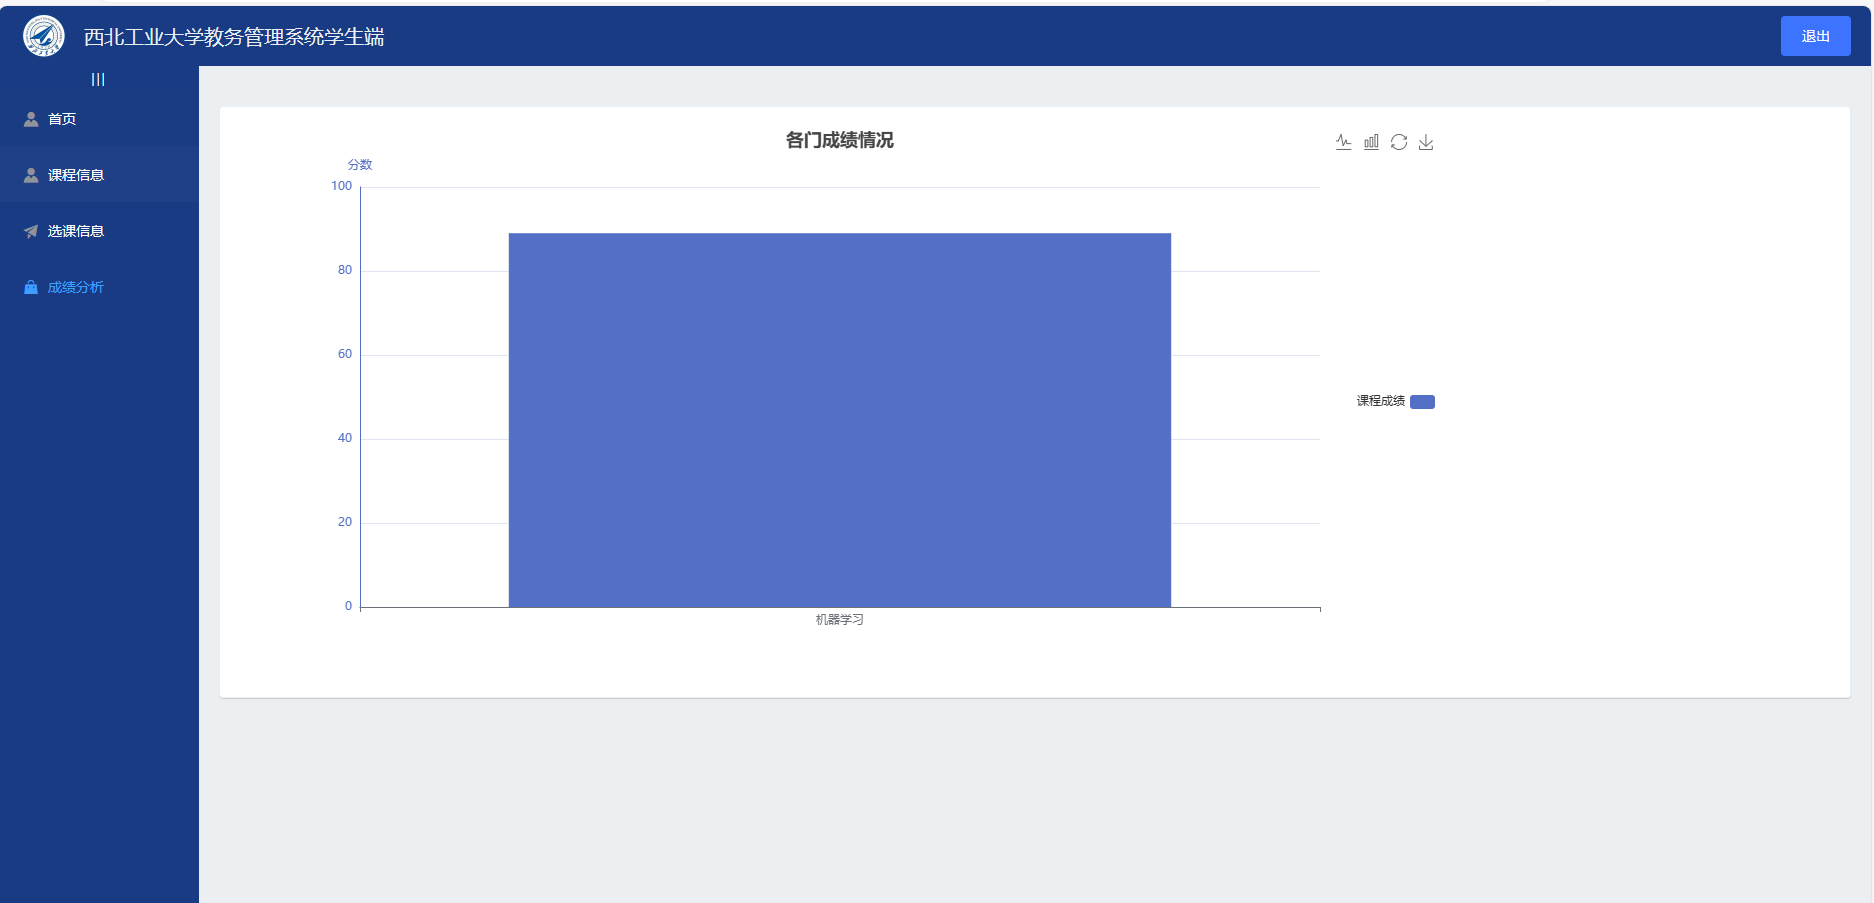 西北工业大学教务管理系统学生端
退出
首页
课程信息
选课信息
成绩分析
各门成绩情况
分数
100
80
60
40
20
0
机器学习
课程成绩